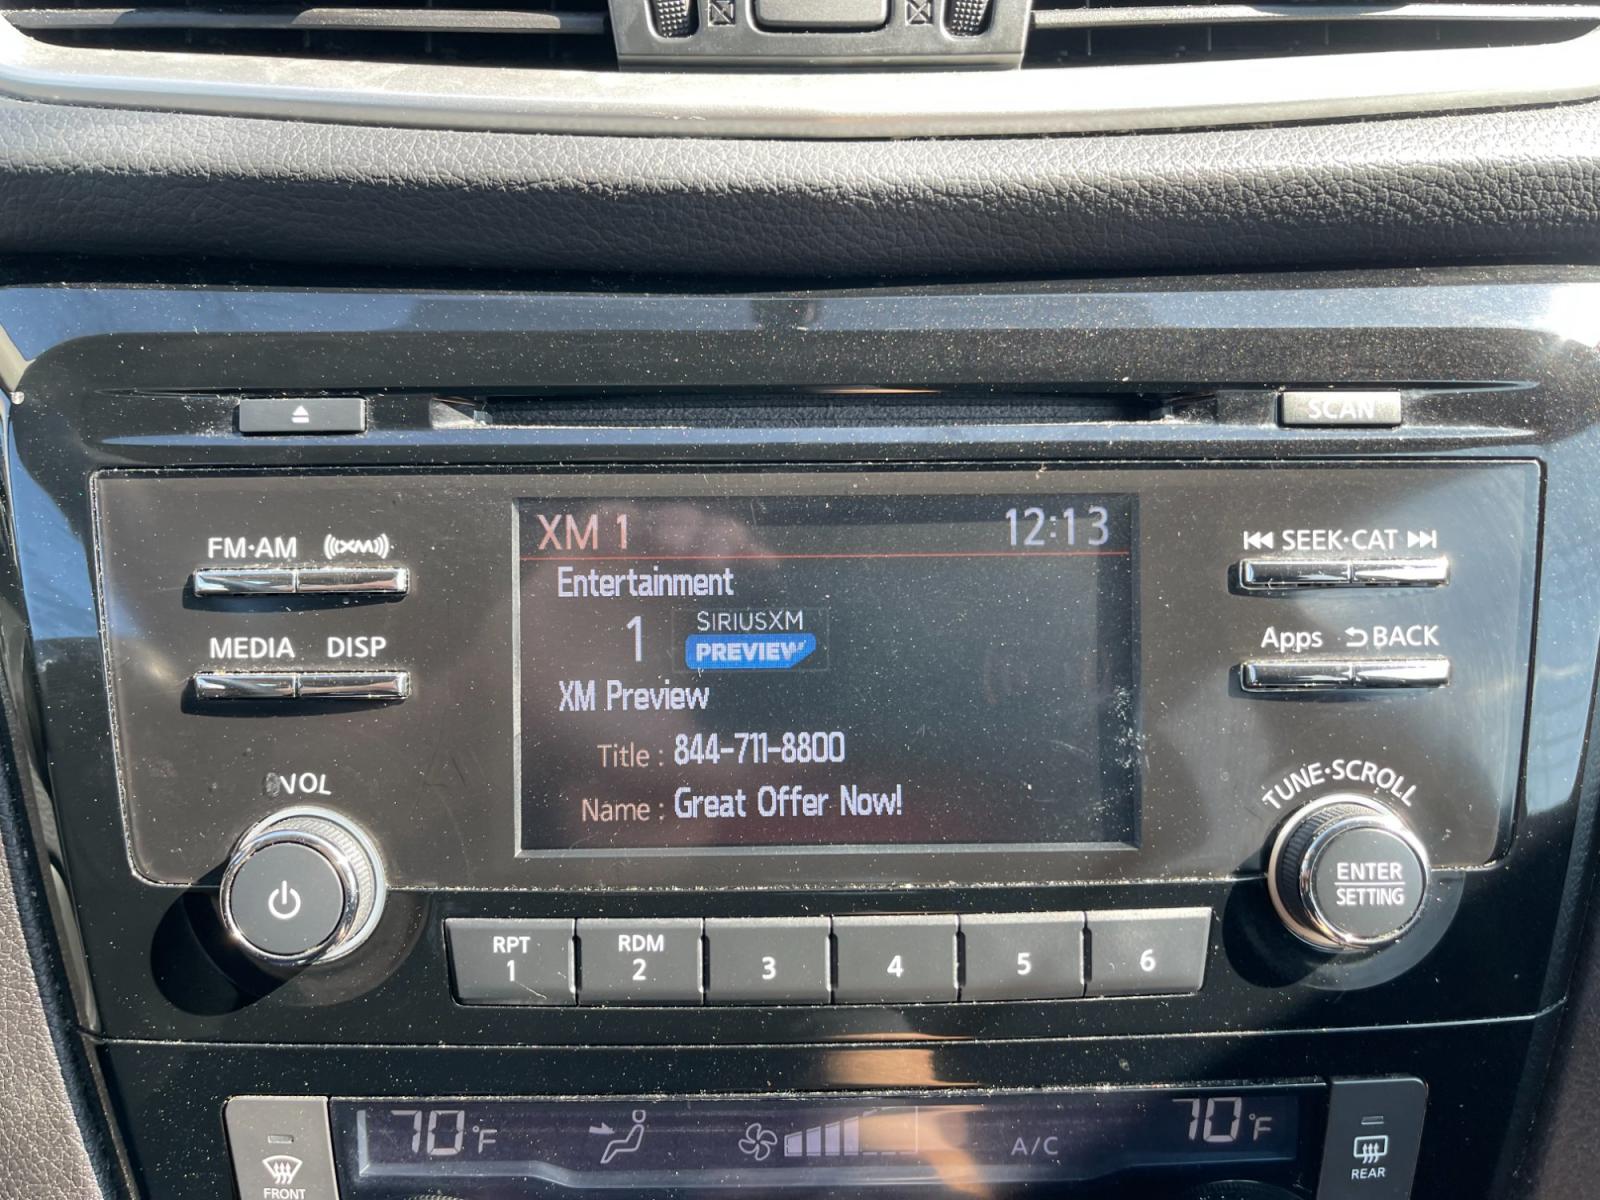 SCAN
FM·AM XM
MEDIA DISP
VOL
XM 1 12:13
Entertainment
1 SIRIUSXM
PREVIEW
XM Preview
Title : 844-711-8800
Name : Great Offer Now!
SEEK·CAT
Apps BACK
TUNE·SCROLL
ENTER
SETTING
RPT
1
RDM
2
3
4
5
6
70°F
A/C
70°F
FRONT
REAR